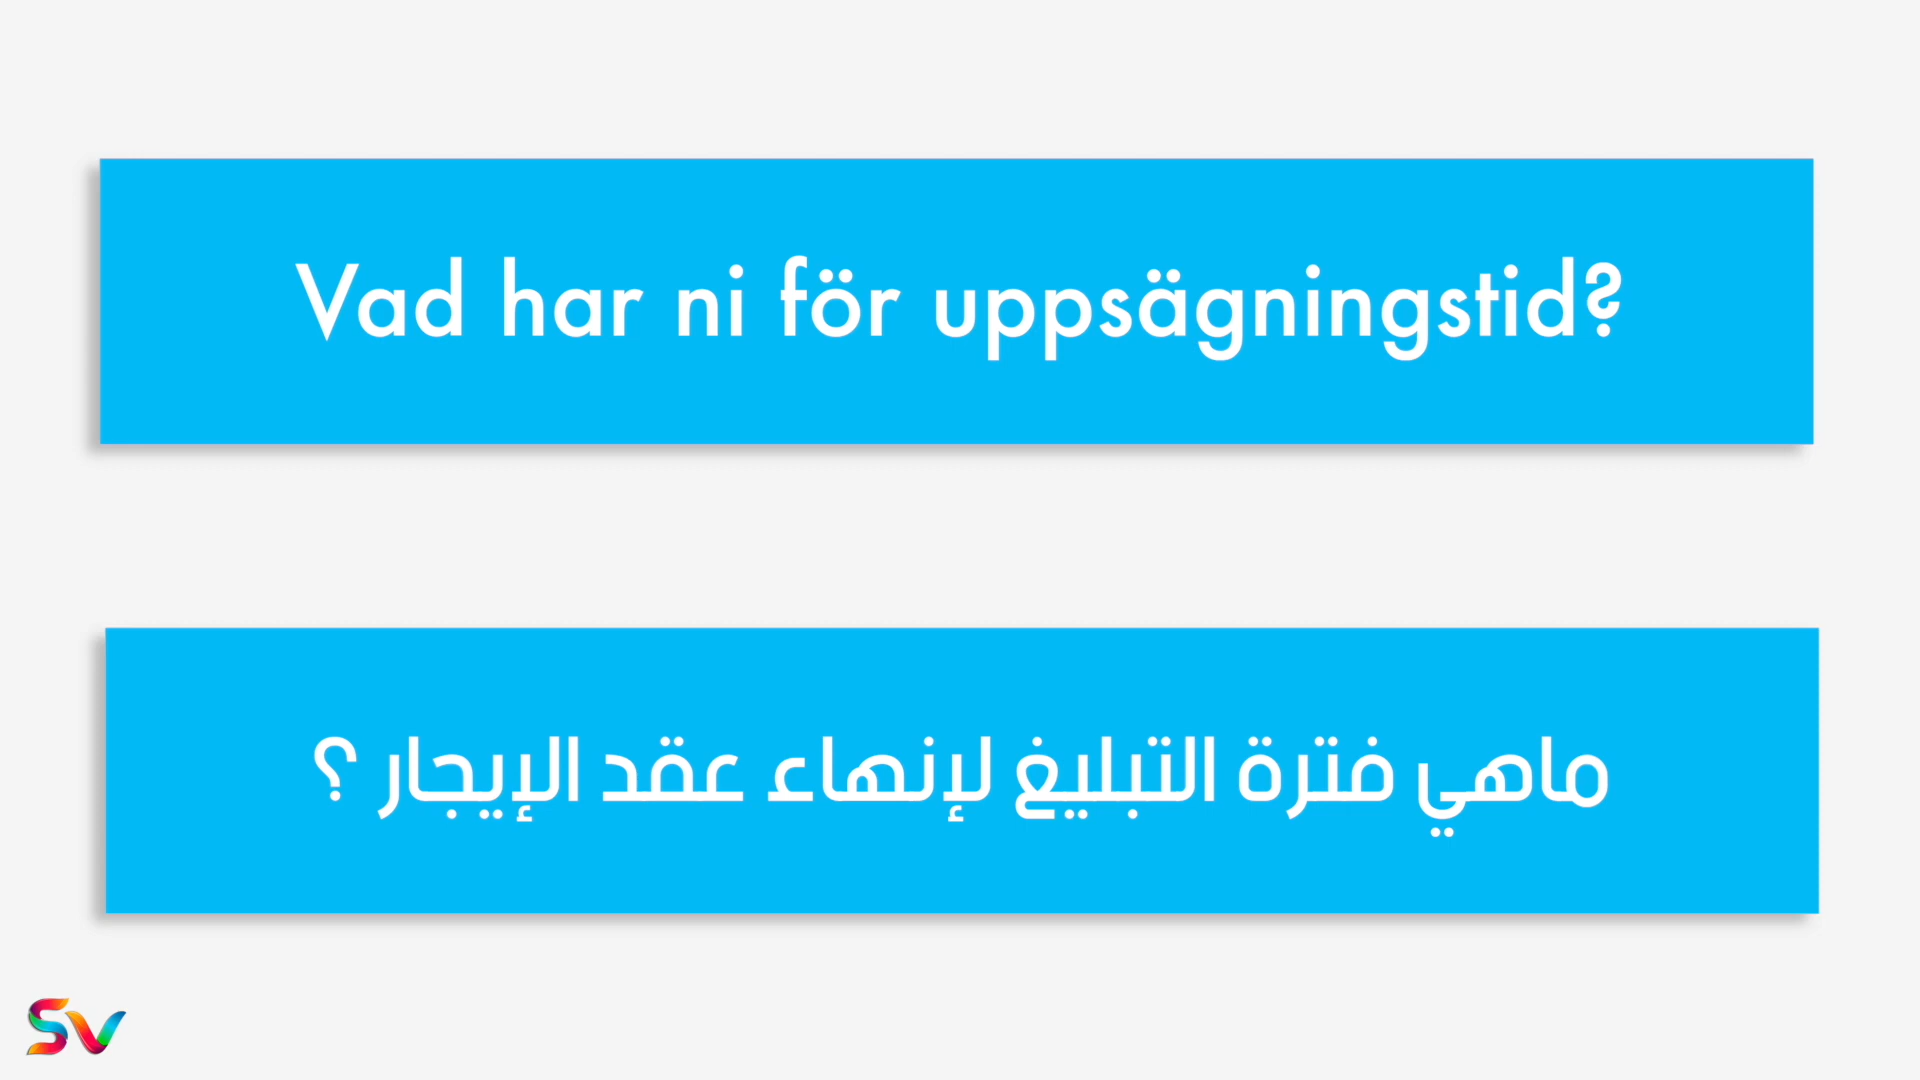 Vad har ni för uppsägningstid?
ماهي فترة التبليغ لإنهاء عقد الإيجار ؟
SV